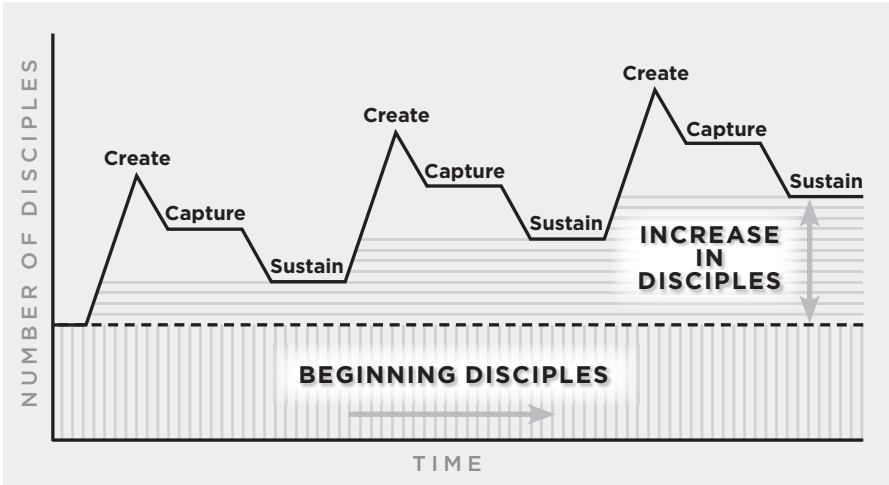 NUMBER OF DISCIPLES
Create
Capture
Sustain
Create
Capture
Sustain
Create
Capture
Sustain
INCREASE
IN
DISCIPLES
BEGINNING DISCIPLES
TIME